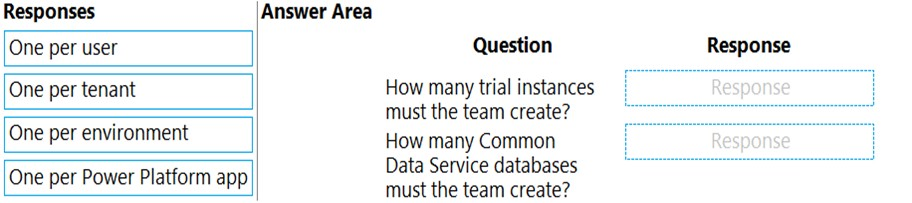 Responses
One per user
One per tenant
One per environment
One per Power Platform app
Answer Area
Question
Response
How many trial instances
must the team create?
Response
How many Common
Data Service databases
must the team create?
Response